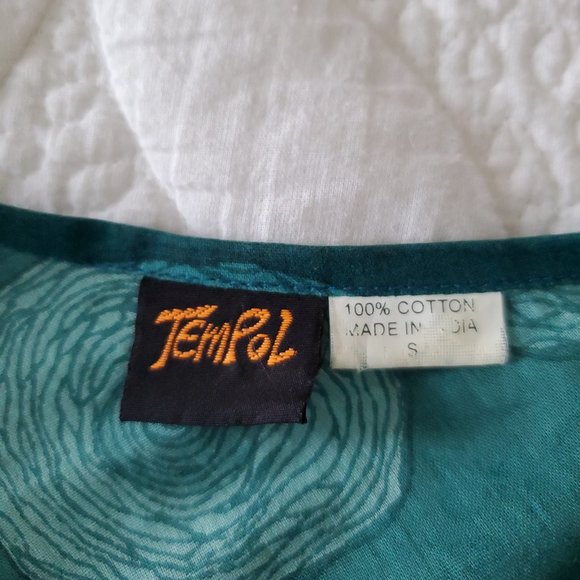 TEMPOL
100% COTTON
MADE IN INDIA
S